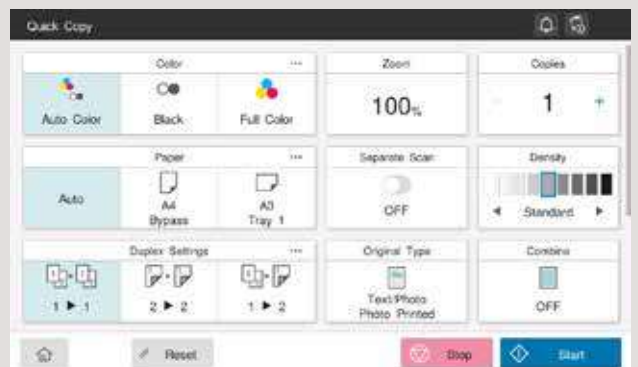 Quick Copy
Color ...
Auto Color
Black
Full Color
Zoom
100%
Copies
- 1 +
Paper ...
Auto
A4
Bypass
A3
Tray 1
Separate Scan
OFF
Density
Standard
Duplex Settings ...
1 ▶ 1
2 ▶ 2
1 ▶ 2
Original Type
Text/Photo
Photo Printed
Combine
OFF
Reset
Stop
Start